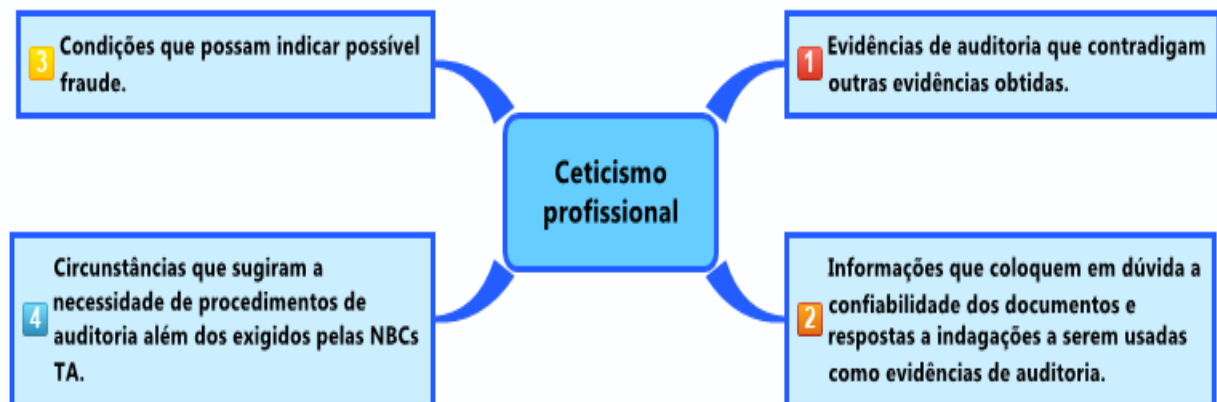 Ceticismo
profissional
1
Evidências de auditoria que contradigam
outras evidências obtidas.
2
Informações que coloquem em dúvida a
confiabilidade dos documentos e
respostas a indagações a serem usadas
como evidências de auditoria.
3
Condições que possam indicar possível
fraude.
4
Circunstâncias que sugiram a
necessidade de procedimentos de
auditoria além dos exigidos pelas NBCs
TA.